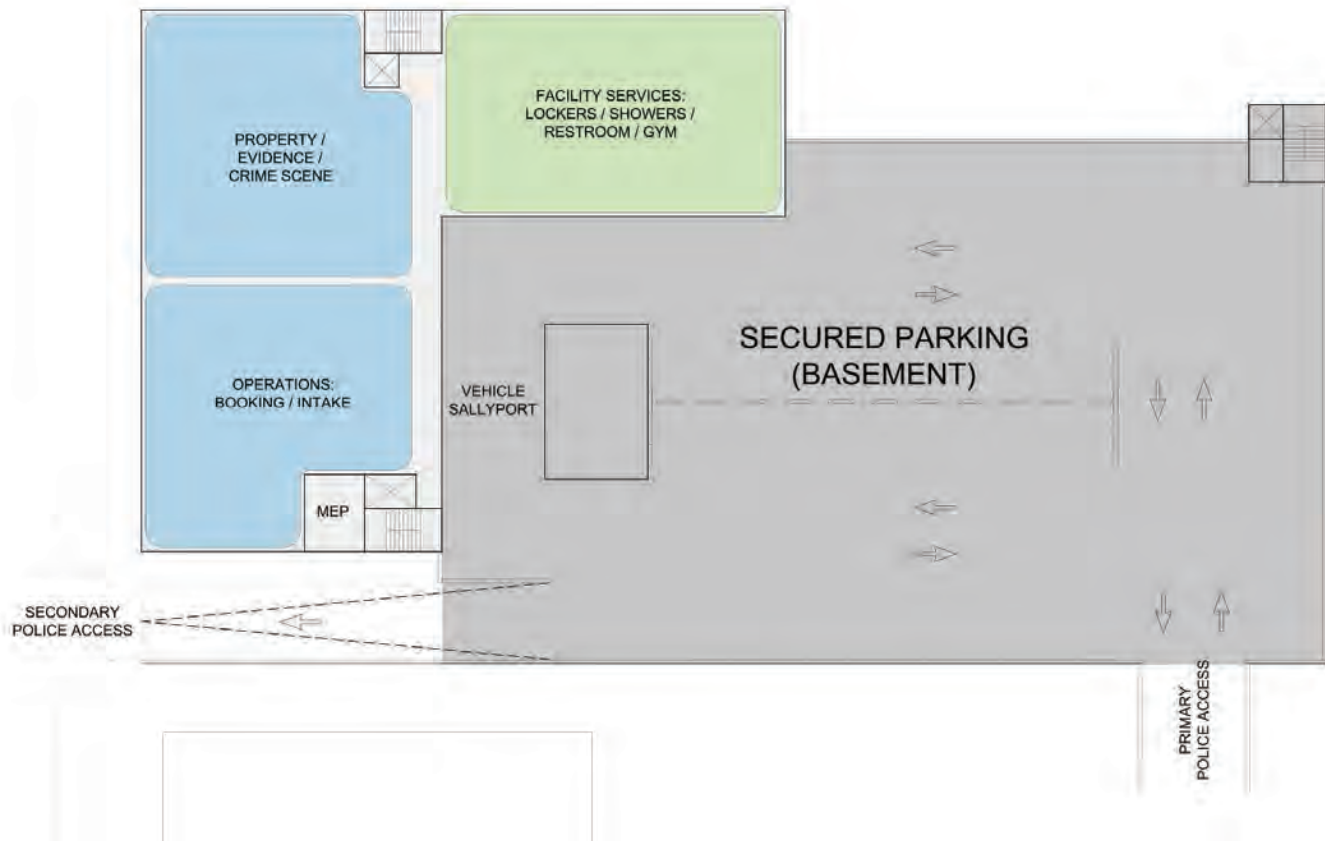 FACILITY SERVICES:
LOCKERS / SHOWERS /
RESTROOM / GYM
PROPERTY /
EVIDENCE /
CRIME SCENE
SECURED PARKING
(BASEMENT)
OPERATIONS:
BOOKING / INTAKE
VEHICLE
SALLYPORT
MEP
SECONDARY
POLICE ACCESS
PRIMARY
POLICE ACCESS